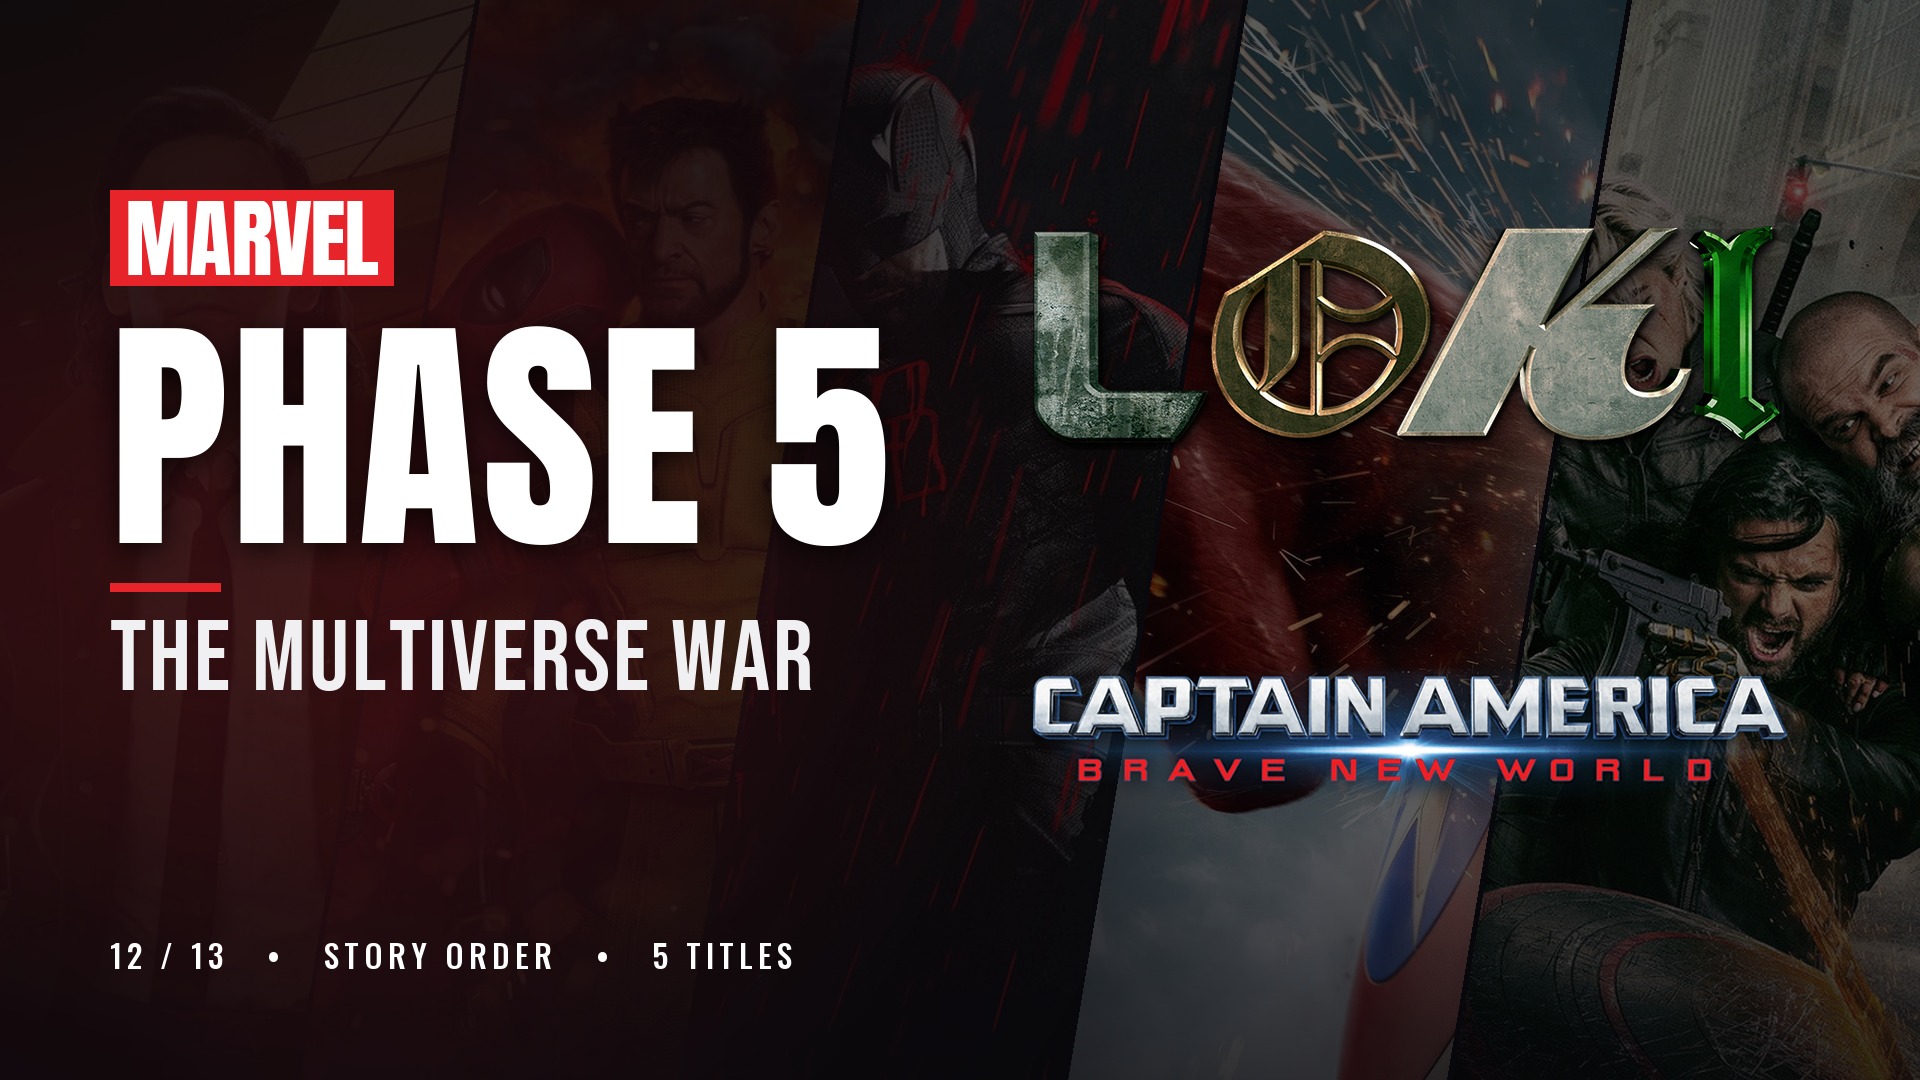 MARVEL
PHASE 5
THE MULTIVERSE WAR
12 / 13 • STORY ORDER • 5 TITLES
LOKI
CAPTAIN AMERICA
BRAVE NEW WORLD